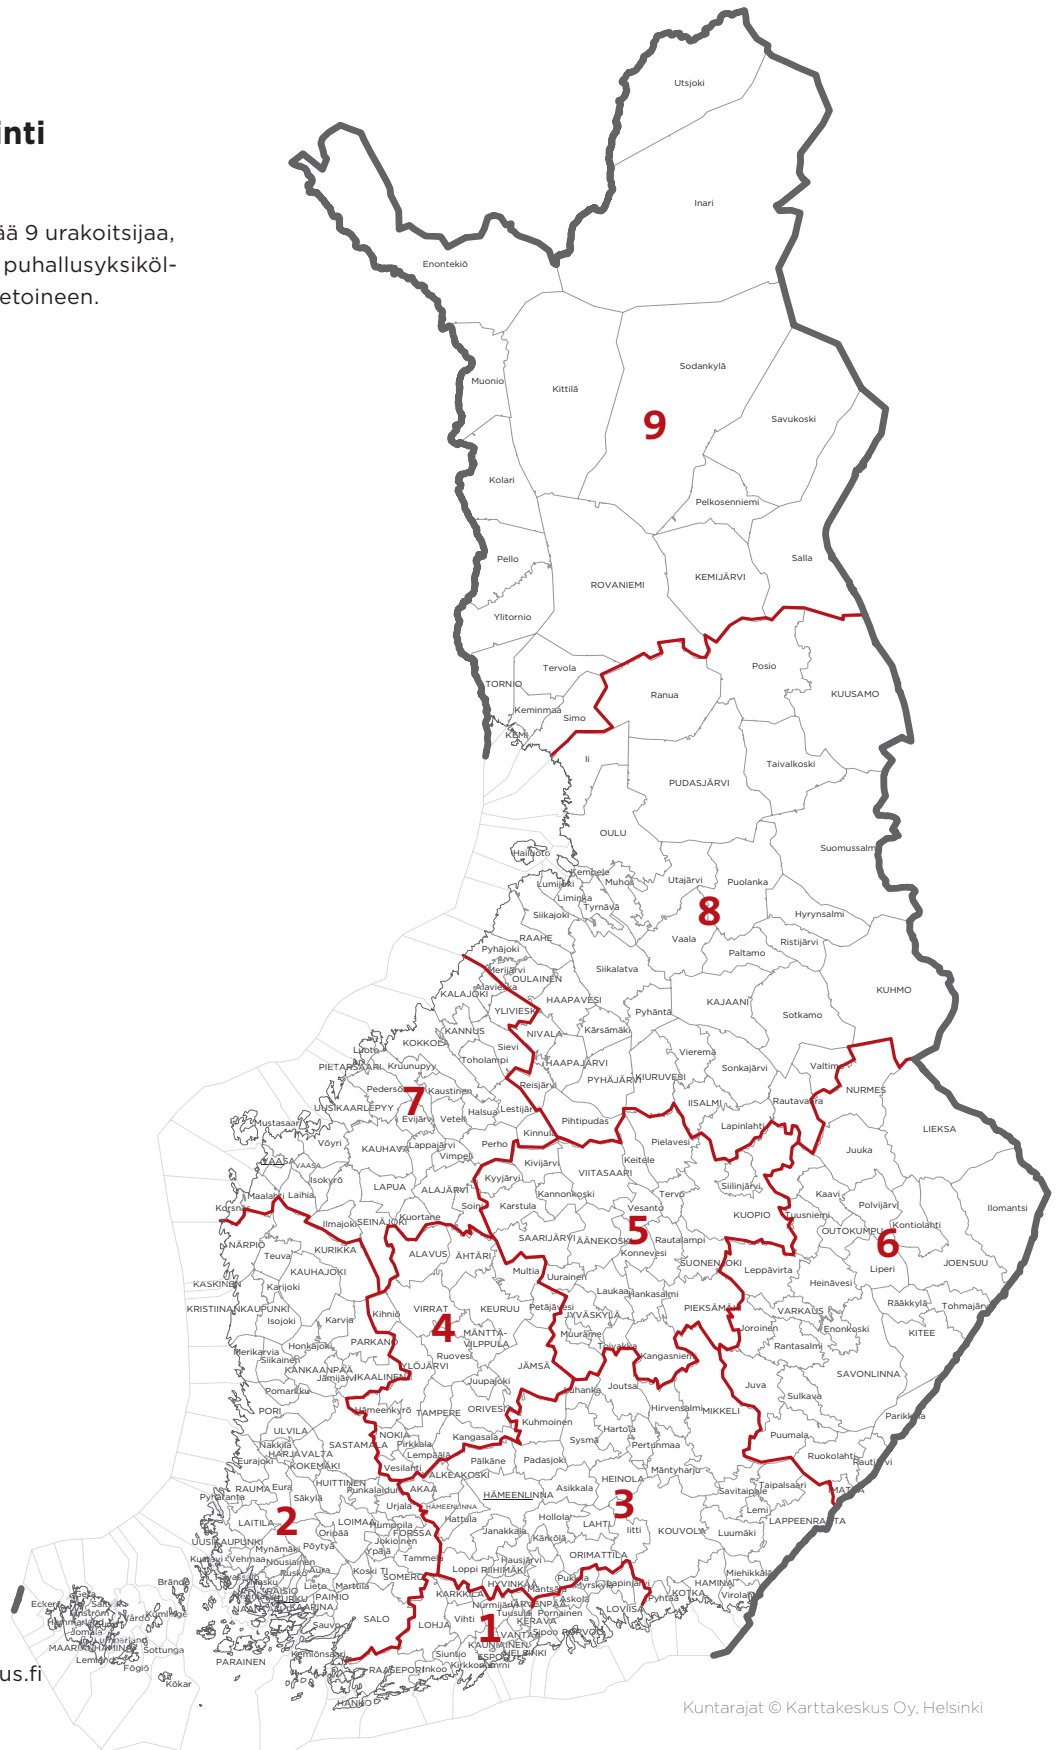 inti
ää 9 urakoitsijaa,
puhallusyksiköl-
etoineen.
Utsjoki
Inari
Enontekiö
Sodankylä
Muonio
Kittilä
Savukoski
9
Kolari
Pelkosenniemi
Pello
Salla
ROVANIEMI
KEMIJÄRVI
Ylitornio
Tervola
Posio
TORNIO
Ranua
KUUSAMO
Keminmaa
Simo
KEMI
Ii
Taivalkoski
PUDASJÄRVI
OULU
Suomussalmi
Hailuoto
Kempele
Lumijoki
Muhos
Utajärvi
Puolanka
Liminka
Tyrnävä
8
Siikajoki
Hyrynsalmi
RAAHE
Vaala
Ristijärvi
Pyhäjoki
Paltamo
Merijärvi
Siikalatva
OULAINEN
Alavieska
KALAJOKI
HAAPAVESI
KUHMO
KAJAANI
YLIVIESKA
Pyhäntä
Sotkamo
KANNUS
NIVALA
Kärsämäki
KOKKOLA
Sievi
Luoto
Toholampi
Vieremä
HAAPAJÄRVI
Sonkajärvi
Valtimo
PIETARSAARI
Kruunupyy
PYHÄJÄRVI
KIURUVESI
Reisjärvi
NURMES
Pedersöre
Kaustinen
7
IISALMI
Rautavaara
UUSIKAARLEPYY
Halsua
Lestijärvi
Evijärvi
Veteli
Pihtipudas
Lapinlahti
Mustasaari
Kinnula
LIEKSA
Vöyri
Lappajärvi
Perho
Pielavesi
KAUHAVA
Juuka
Vimpeli
Keitele
VAASA
VAASA
Kivijärvi
VIITASAARI
Isokyrö
Kyyjärvi
LAPUA
ALAJÄRVI
Siilinjärvi
Maalahti
Laihia
Kannonkoski
Tervo
Kaavi
Polvijärvi
Korsnäs
Soini
Karstula
Vesanto
Ilomantsi
Kuortane
KUOPIO
Tuusniemi
Ilmajoki
SEINÄJOKI
5
Kontiolahti
OUTOKUMPU
SAARIJÄRVI
ÄÄNEKOSKI
Rautalampi
6
NÄRPIÖ
KURIKKA
Konnevesi
Teuva
ALAVUS
ÄHTÄRI
SUONENJOKI
JOENSUU
KAUHAJOKI
Multia
Leppävirta
Liperi
Uurainen
Heinävesi
KASKINEN
Karijoki
Laukaa
Hankasalmi
Rääkkylä
KRISTIINANKAUPUNKI
VIRRAT
KEURUU
Petäjävesi
PIEKSÄMÄKI
Tohmajärvi
Kihniö
JYVÄSKYLÄ
VARKAUS
Isojoki
Karvia
4
Joroinen
Enonkoski
KITEE
MÄNTTÄ-
VILPPULA
Muurame
Honkajoki
PARKANO
Toivakka
Rantasalmi
Merikarvia
Ruovesi
Kangasniemi
Siikainen
KANKAANPÄÄ
YLÖJÄRVI
JÄMSÄ
SAVONLINNA
Jämijärvi
IKAALINEN
Juupajoki
Juva
Pomarkku
Luhanka
Joutsa
Sulkava
PORI
Hämeenkyrö
TAMPERE
ORIVESI
Hirvensalmi
MIKKELI
Parikkala
Kuhmoinen
ULVILA
NOKIA
Kangasala
Hartola
Puumala
Nakkila
SASTAMALA
Pirkkala
Sysmä
Pertunmaa
HARJAVALTA
Lempäälä
Ruokolahti
Eurajoki
KOKEMÄKI
Vesilahti
Pälkäne
Padasjoki
Rautjärvi
Mäntyharju
RAUMA
Eura
HUITTINEN
VALKEAKOSKI
HEINOLA
Taipalsaari
Punkalaidun
AKAA
Asikkala
Savitaipale
IMATRA
Pyhäranta
Säkylä
HÄMEENLINNA
Urjala
HÄMEENLINNA
3
Lemi
2
LOIMAA
Humppila
Hattula
Hollola
LAHTI
LAPPEENRANTA
LAITILA
Oripää
FORSSA
Janakkala
Iitti
KOUVOLA
Luumäki
UUSIKAUPUNKI
Pöytyä
Jokioinen
Kärkölä
Mynämäki
Ypäjä
Kustavi
Vehmaa
Nousiainen
Tammela
Hausjärvi
ORIMATTILA
Rusko
Aura
Koski Tl
Loppi
RIIHIMÄKI
Miehikkälä
Taivassalo
Masku
SOMERO
Pukkila
Brändö
Lieto
Marttila
HYVINKÄÄ
Myrskylä
Lapinjärvi
HAMINA
Geta
Mäntsälä
KOTKA
Virolahti
Eckerö
Saltvik
RAISIO
PAIMIO
KARKKILA
Askola
Pyhtää
Finström
TURKU
Nurmijärvi
JÄRVENPÄÄ
LOVIISA
Hammarland
Vårdö
Kumlinge
NAANTALI
KAARINA
Tuusula
Pornainen
Jomala
SALO
Vihti
1
KERAVA
Lumparland
Sauvo
LOHJA
Sipoo
PORVOO
MAARIANHAMINA
Sottunga
VANTAA
Lemland
KAUNIAINEN
Föglö
PARAINEN
Kemiönsaari
Siuntio
ESPOO
HELSINKI
RAASEPORI
Inkoo
Kirkkonummi
us.fi
Kökar
HANKO
Kuntarajat © Karttakeskus Oy, Helsinki